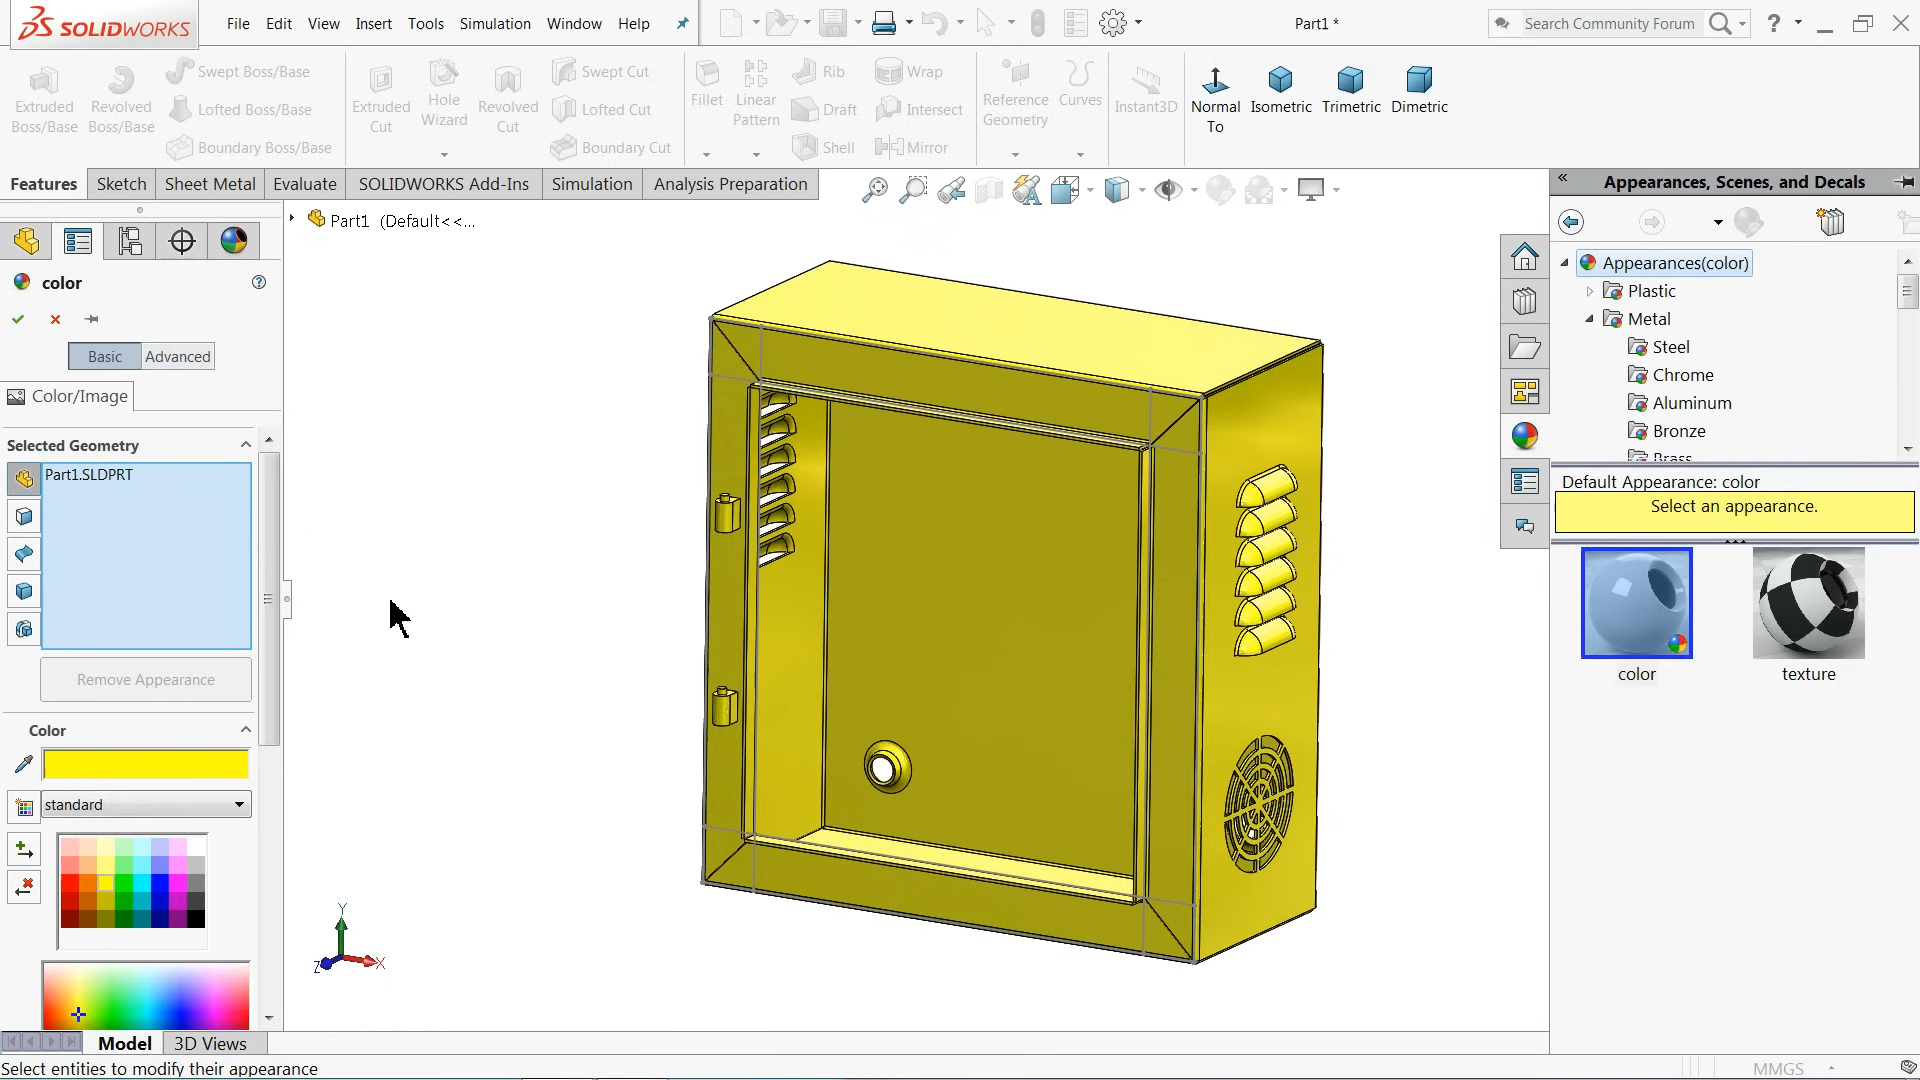 SOLIDWORKS
File Edit View Insert Tools Simulation Window Help
Part1 *
Search Community Forum
Extruded Boss/Base
Revolved Boss/Base
Swept Boss/Base
Lofted Boss/Base
Boundary Boss/Base
Extruded Cut
Hole Wizard
Revolved Cut
Swept Cut
Lofted Cut
Boundary Cut
Fillet
Linear Pattern
Rib
Draft
Shell
Wrap
Intersect
Mirror
Reference Geometry
Curves
Instant3D
Normal To
Isometric
Trimetric
Dimetric
Features Sketch Sheet Metal Evaluate SOLIDWORKS Add-Ins Simulation Analysis Preparation
Part1 (Default<<...
color
Basic Advanced
Color/Image
Selected Geometry
Part1.SLDPRT
Remove Appearance
Color
standard
Y
Z X
Appearances, Scenes, and Decals
Appearances(color)
Plastic
Metal
Steel
Chrome
Aluminum
Bronze
Brass
Default Appearance: color
Select an appearance.
color texture
Model 3D Views
Select entities to modify their appearance
MMGS